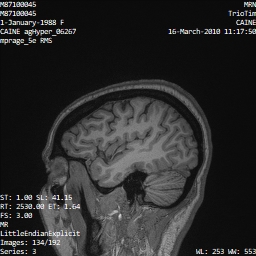 M87100045
MRN
M87100045
TrioTim
1-January-1988 F
CAINE
CAINE agHyper_06267
16-March-2010 11:17:50
mprage_5e RMS
ST: 1.00 SL: 41.15
RT: 2530.00 ET: 1.64
FS: 3.00
MR
LittleEndianExplicit
Images: 134/192
Series: 3
WL: 253 WW: 553